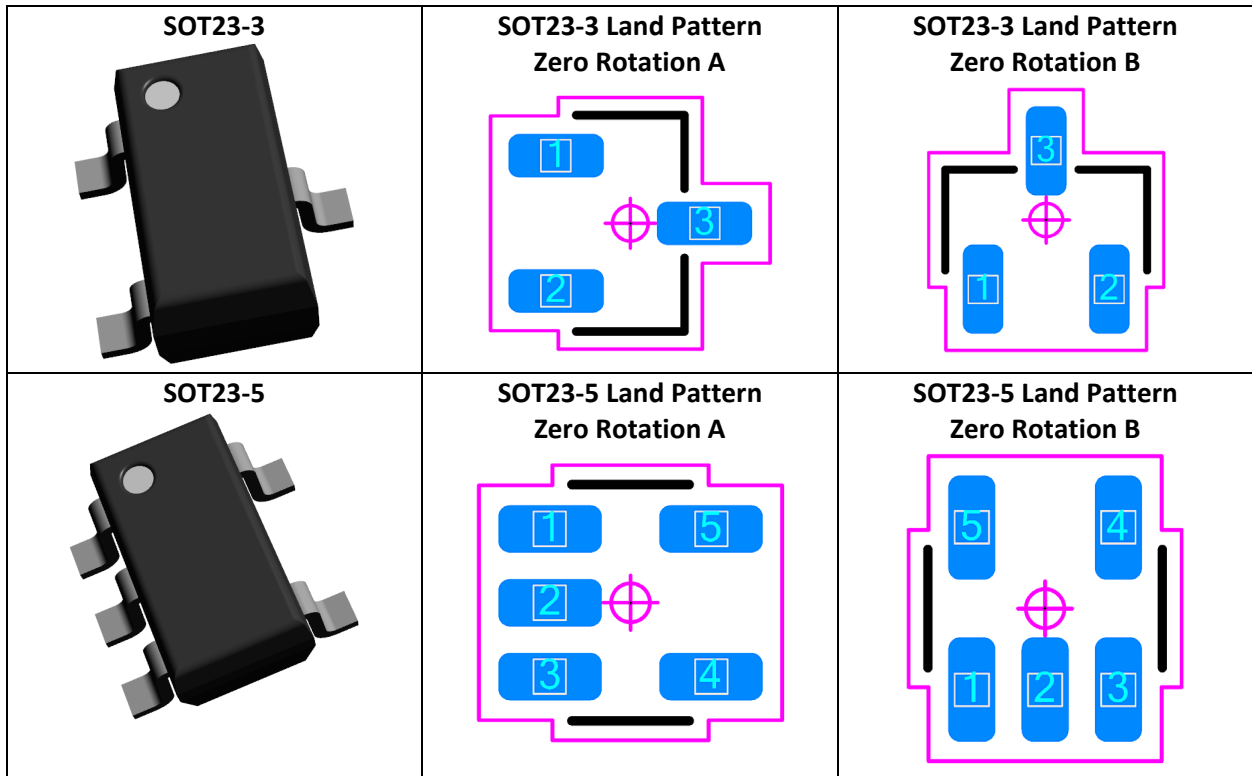 SOT23-3
SOT23-3 Land Pattern
Zero Rotation A
1
3
2
SOT23-3 Land Pattern
Zero Rotation B
3
1
2
SOT23-5
SOT23-5 Land Pattern
Zero Rotation A
1
5
2
3
4
SOT23-5 Land Pattern
Zero Rotation B
5
4
1
2
3